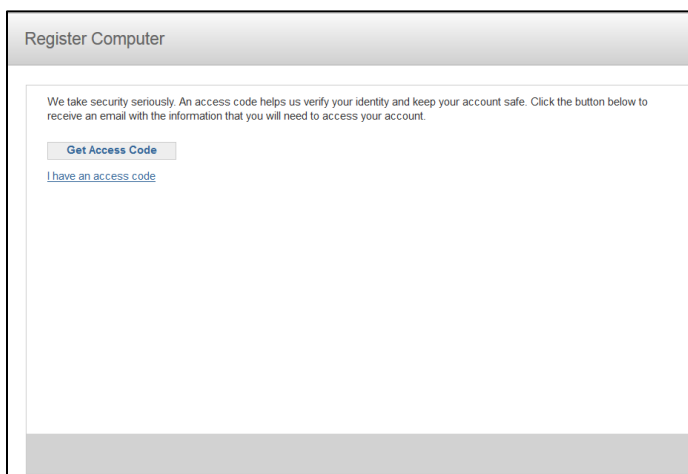 Register Computer
We take security seriously. An access code helps us verify your identity and keep your account safe. Click the button below to
receive an email with the information that you will need to access your account.
Get Access Code
I have an access code